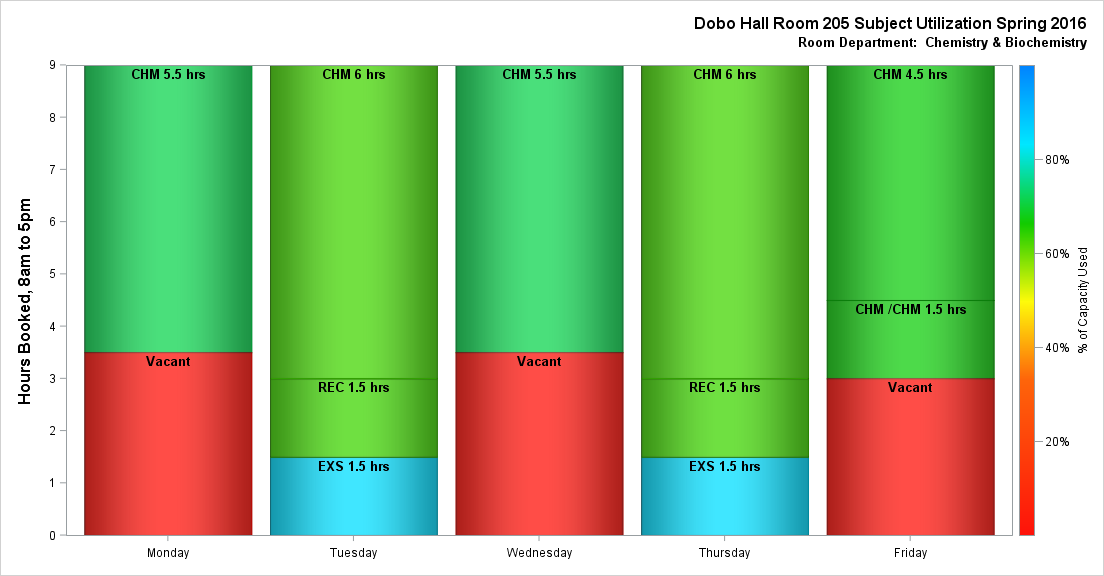 Dobo Hall Room 205 Subject Utilization Spring 2016
Room Department:  Chemistry & Biochemistry
Hours Booked, 8am to 5pm
9
8
7
6
5
4
3
2
1
0
CHM 5.5 hrs
Vacant
CHM 6 hrs
REC 1.5 hrs
EXS 1.5 hrs
CHM 5.5 hrs
Vacant
CHM 6 hrs
REC 1.5 hrs
EXS 1.5 hrs
CHM 4.5 hrs
CHM /CHM 1.5 hrs
Vacant
Monday
Tuesday
Wednesday
Thursday
Friday
80%
60%
40%
20%
% of Capacity Used